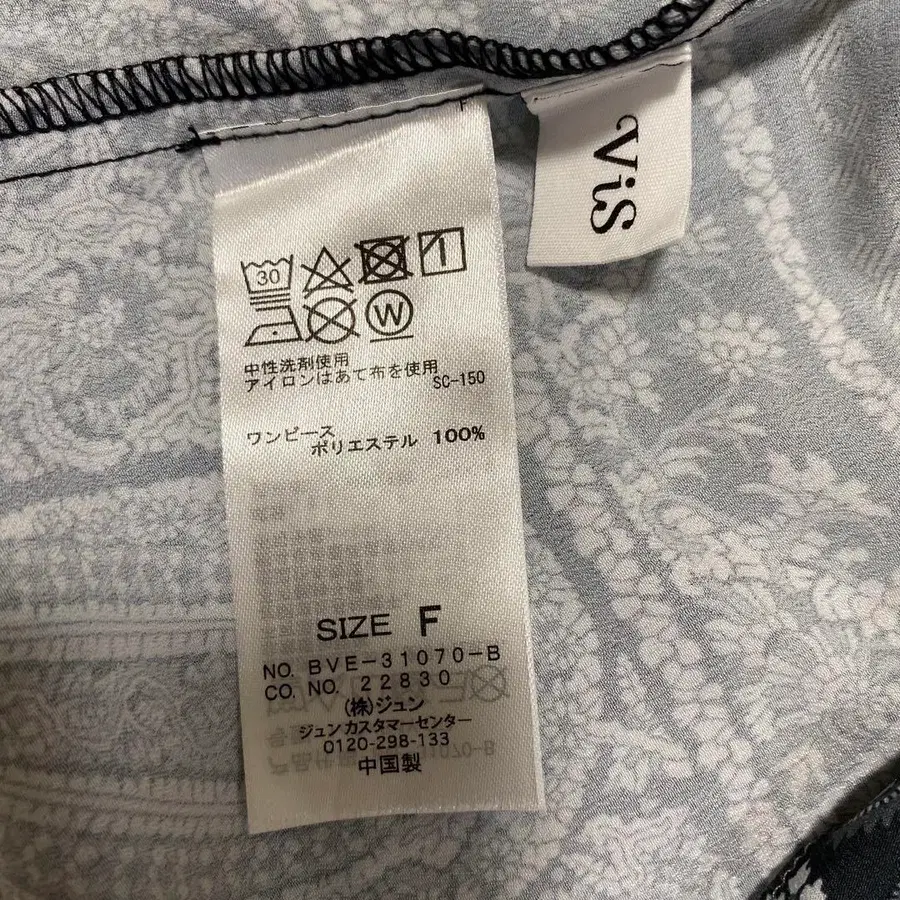 ViS
30
W
中性洗剤使用
アイロンはあて布を使用
SC-150
ワンピース
ポリエステル 100%
SIZE F
NO. BVE-31070-B
CO. NO. 22830
(株)ジュン
ジュンカスタマーセンター
0120-298-133
中国製